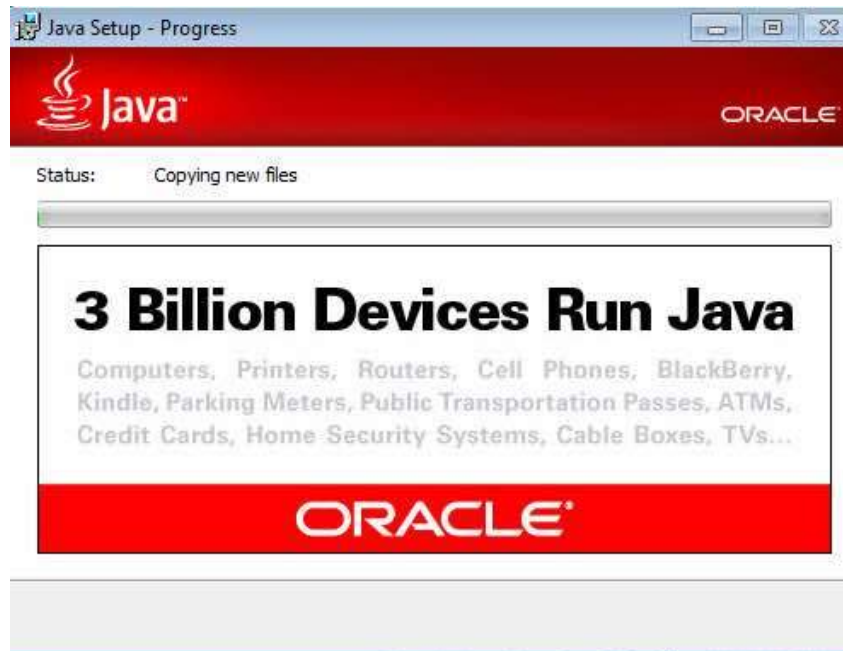 Java Setup - Progress
Java™
ORACLE®
Status: Copying new files
3 Billion Devices Run Java
Computers, Printers, Routers, Cell Phones, BlackBerry,
Kindle, Parking Meters, Public Transportation Passes, ATMs,
Credit Cards, Home Security Systems, Cable Boxes, TVs...
ORACLE®